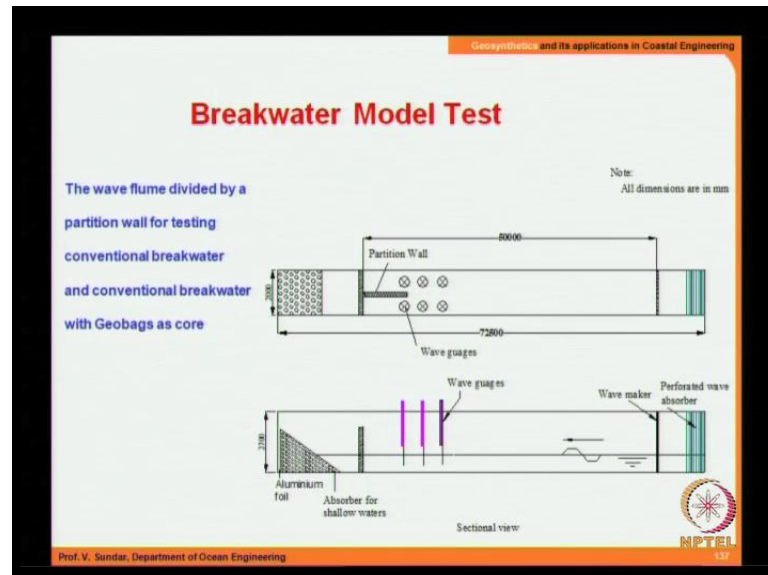 Geosynthetics and its applications in Coastal Engineering
Breakwater Model Test
The wave flume divided by a
partition wall for testing
conventional breakwater
and conventional breakwater
with Geobags as core
Note:
All dimensions are in mm
50000
Partition Wall
2000
72500
Wave guages
Wave guages
Wave maker
Perforated wave
absorber
2700
Aluminium
foil
Absorber for
shallow waters
Sectional view
NPTEL
Prof. V. Sundar, Department of Ocean Engineering
137